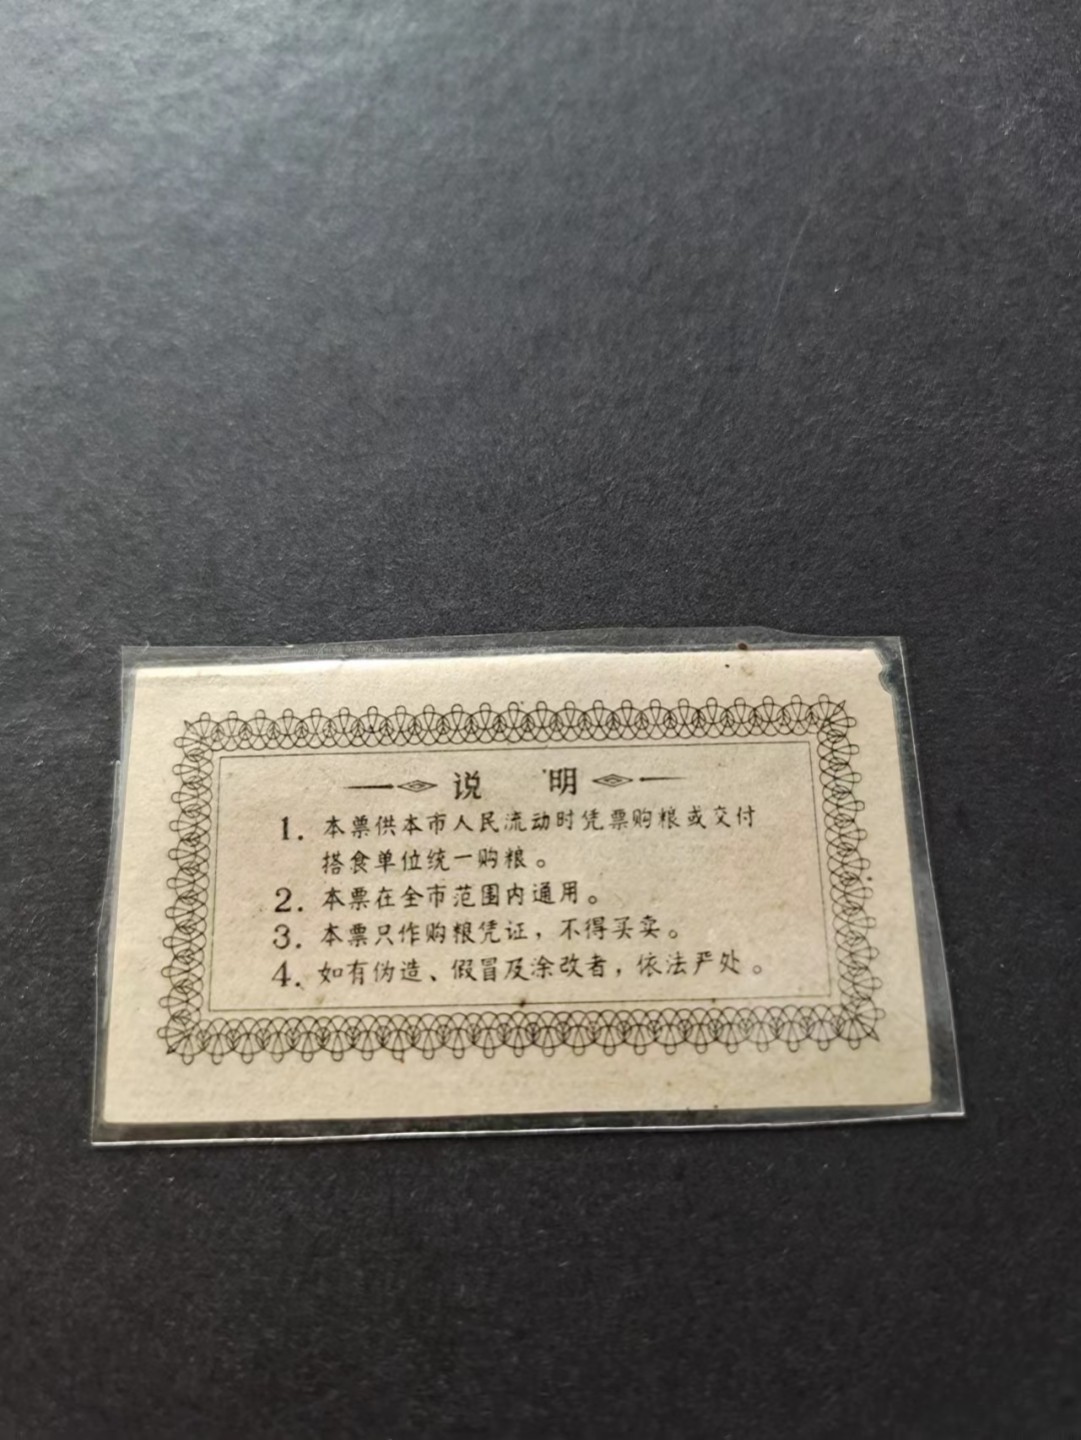 说 明
1. 本票供本市人民流动时凭票购粮或交付
搭食单位统一购粮。
2. 本票在全市范围内通用。
3. 本票只作购粮凭证，不得买卖。
4. 如有伪造、假冒及涂改者，依法严处。